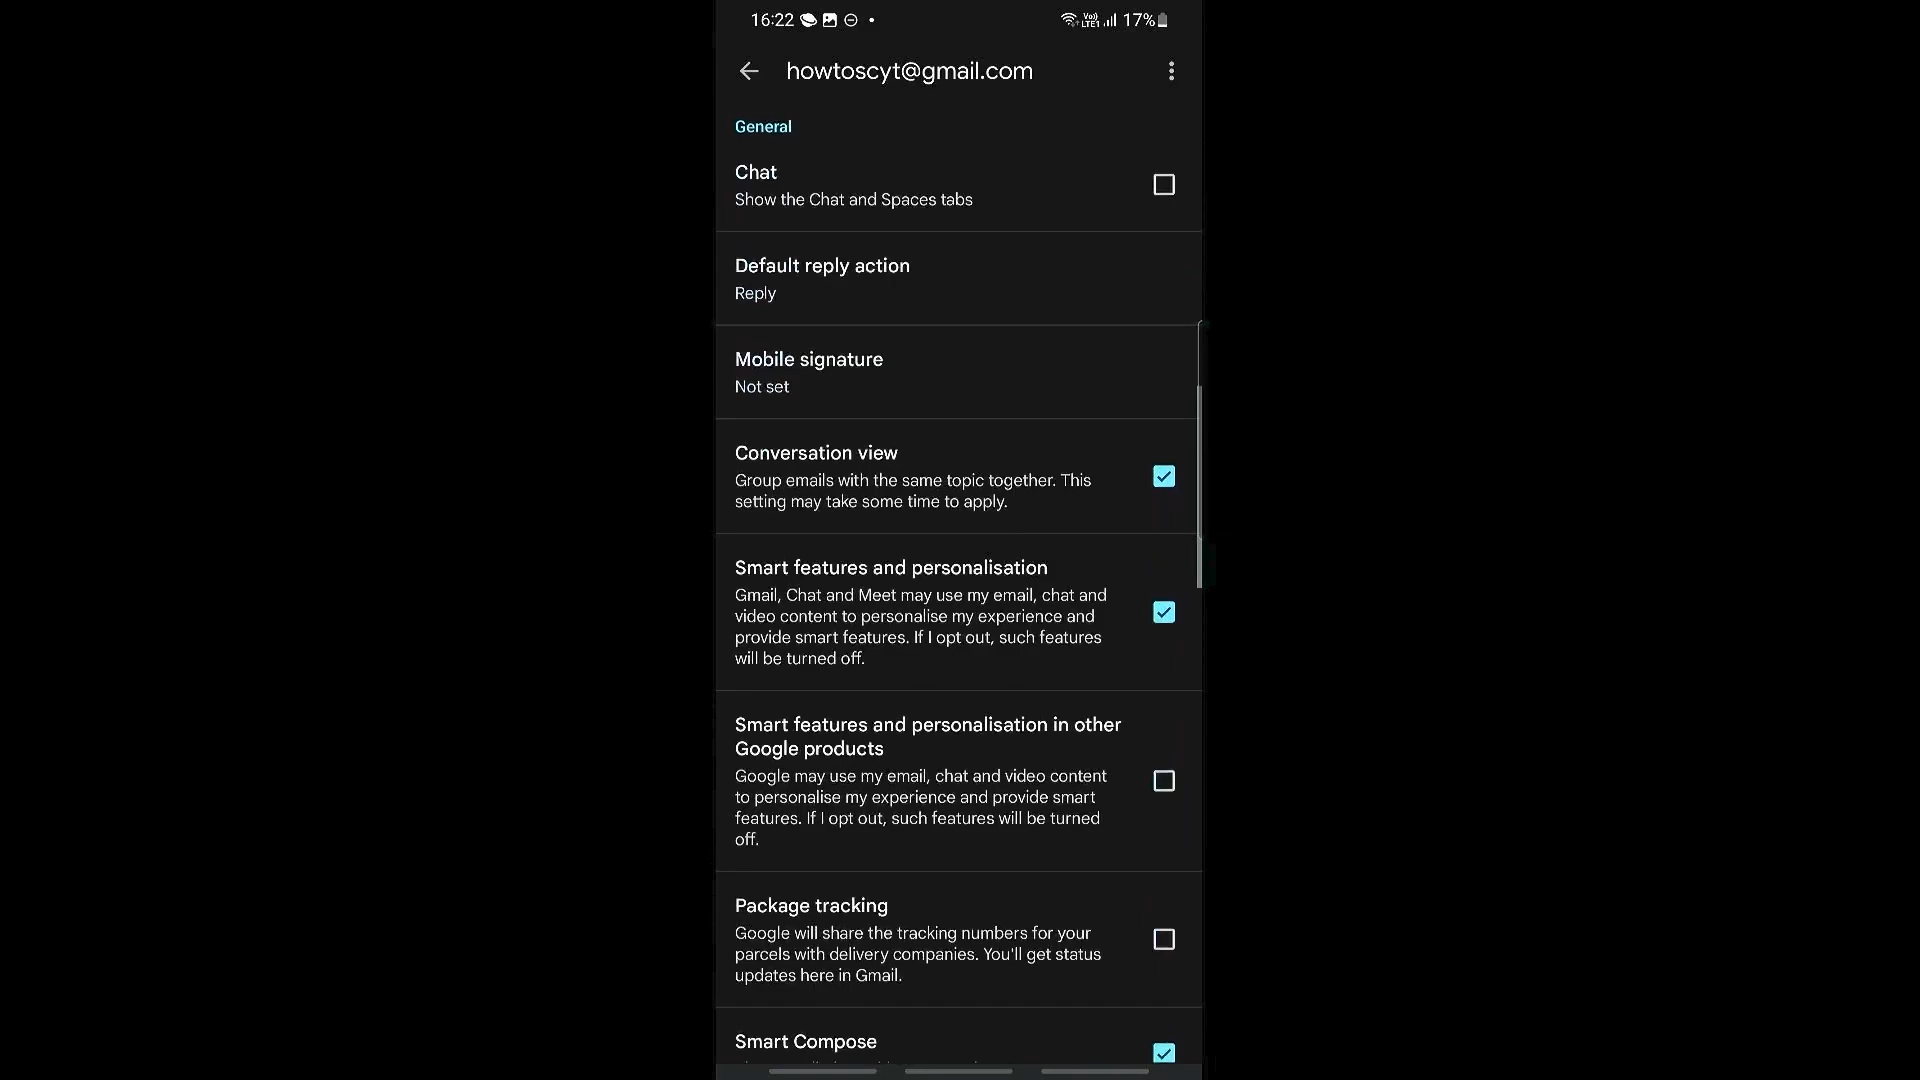 16:22
Vo)) LTE1 17%
howtoscyt@gmail.com
General
Chat
Show the Chat and Spaces tabs
Default reply action
Reply
Mobile signature
Not set
Conversation view
Group emails with the same topic together. This
setting may take some time to apply.
Smart features and personalisation
Gmail, Chat and Meet may use my email, chat and
video content to personalise my experience and
provide smart features. If I opt out, such features
will be turned off.
Smart features and personalisation in other
Google products
Google may use my email, chat and video content
to personalise my experience and provide smart
features. If I opt out, such features will be turned
off.
Package tracking
Google will share the tracking numbers for your
parcels with delivery companies. You'll get status
updates here in Gmail.
Smart Compose